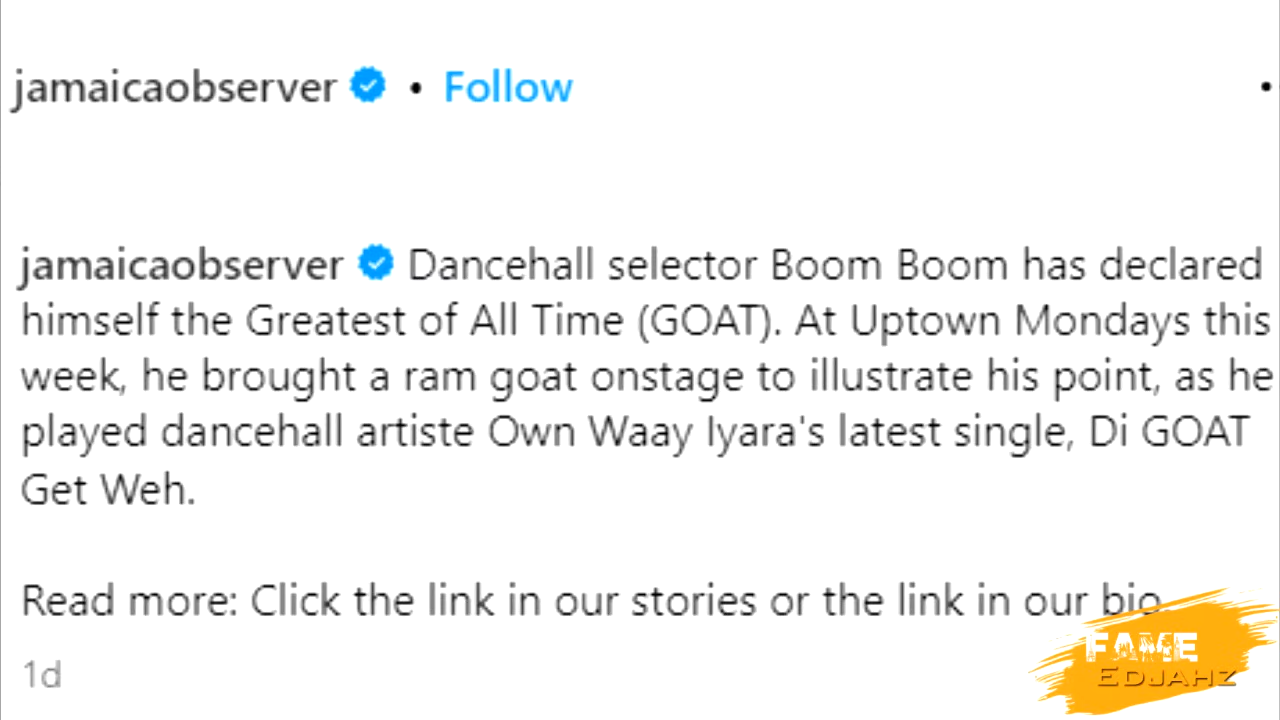 jamaicaobserver • Follow
jamaicaobserver Dancehall selector Boom Boom has declared
himself the Greatest of All Time (GOAT). At Uptown Mondays this
week, he brought a ram goat onstage to illustrate his point, as he
played dancehall artiste Own Waay Iyara's latest single, Di GOAT
Get Weh.
Read more: Click the link in our stories or the link in our bio.
1d
FAME
EDJAHZ